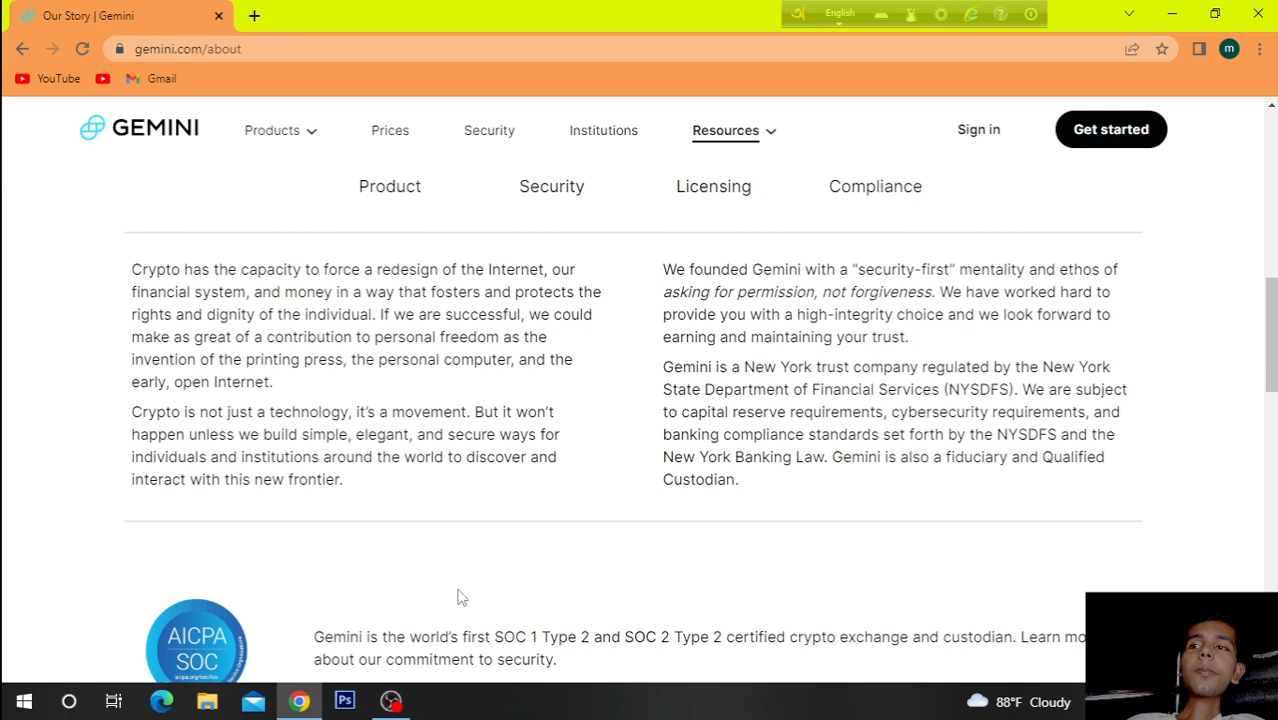 Our Story | Gemini
English
gemini.com/about
m
YouTube
Gmail
GEMINI
Products
Prices
Security
Institutions
Resources
Sign in
Get started
Product
Security
Licensing
Compliance
Crypto has the capacity to force a redesign of the Internet, our
financial system, and money in a way that fosters and protects the
rights and dignity of the individual. If we are successful, we could
make as great of a contribution to personal freedom as the
invention of the printing press, the personal computer, and the
early, open Internet.
Crypto is not just a technology, it’s a movement. But it won’t
happen unless we build simple, elegant, and secure ways for
individuals and institutions around the world to discover and
interact with this new frontier.
We founded Gemini with a “security-first” mentality and ethos of
asking for permission, not forgiveness. We have worked hard to
provide you with a high-integrity choice and we look forward to
earning and maintaining your trust.
Gemini is a New York trust company regulated by the New York
State Department of Financial Services (NYSDFS). We are subject
to capital reserve requirements, cybersecurity requirements, and
banking compliance standards set forth by the NYSDFS and the
New York Banking Law. Gemini is also a fiduciary and Qualified
Custodian.
AICPA
SOC
Gemini is the world’s first SOC 1 Type 2 and SOC 2 Type 2 certified crypto exchange and custodian. Learn mo
about our commitment to security.
Ps
88°F Cloudy